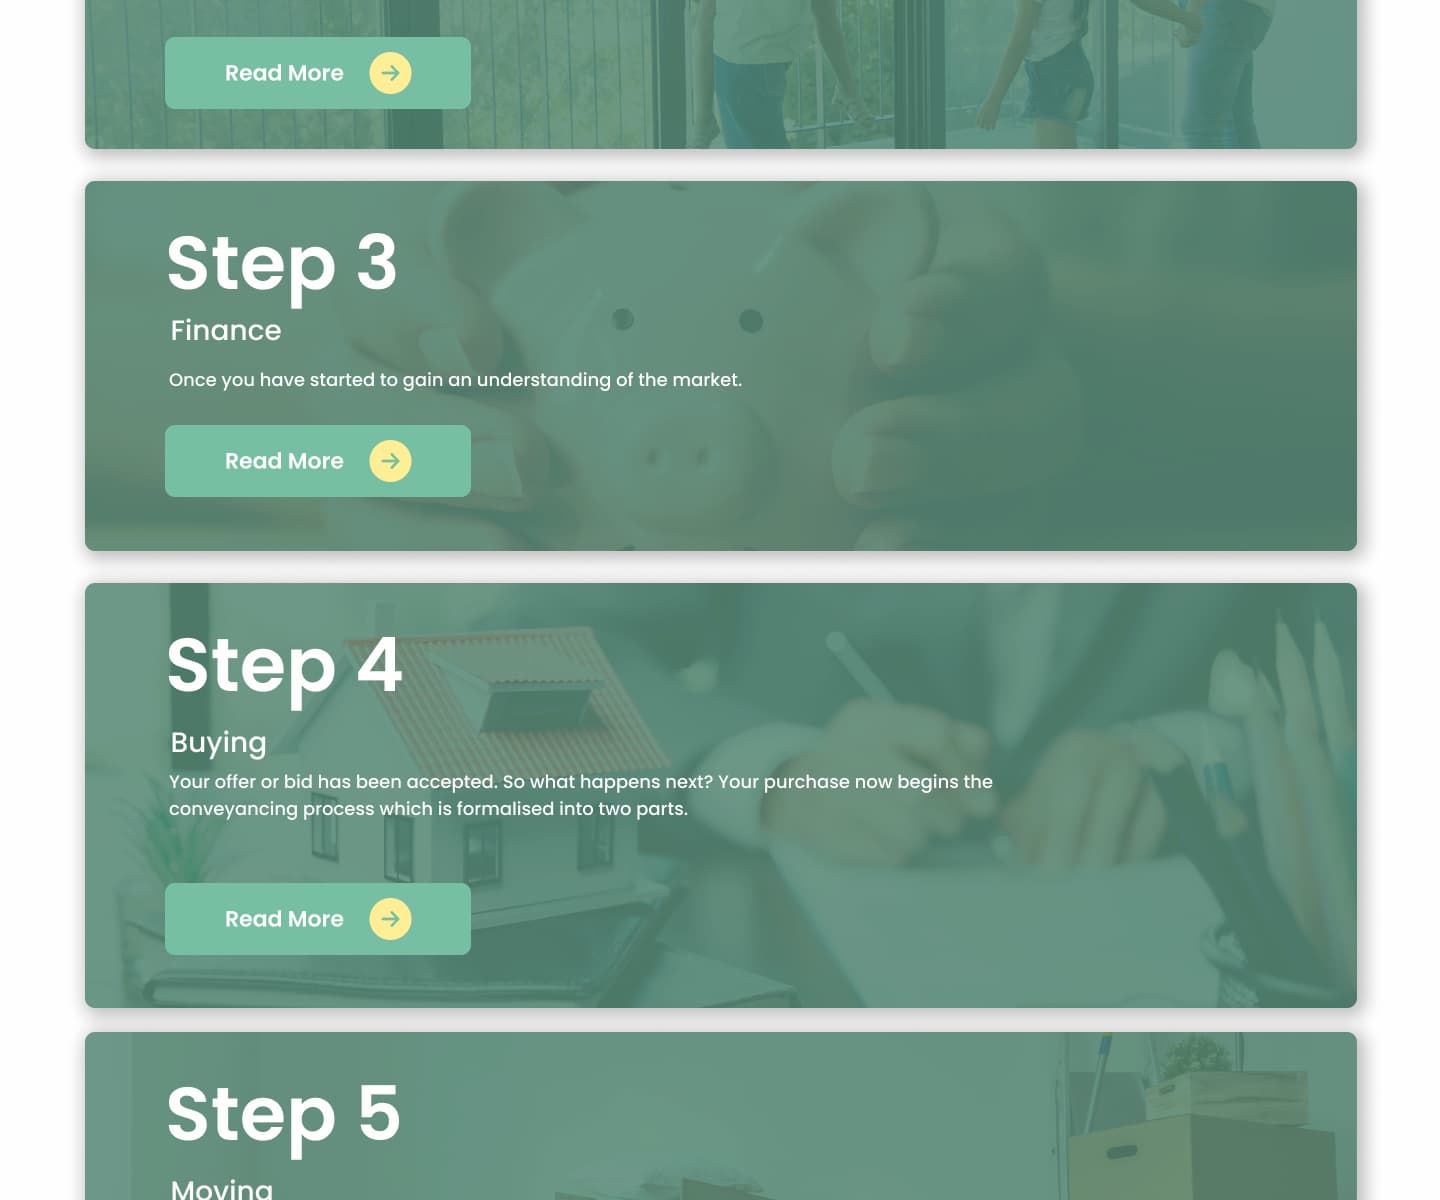 Read More
Step 3
Finance
Once you have started to gain an understanding of the market.
Read More
Step 4
Buying
Your offer or bid has been accepted. So what happens next? Your purchase now begins the
conveyancing process which is formalised into two parts.
Read More
Step 5
Moving